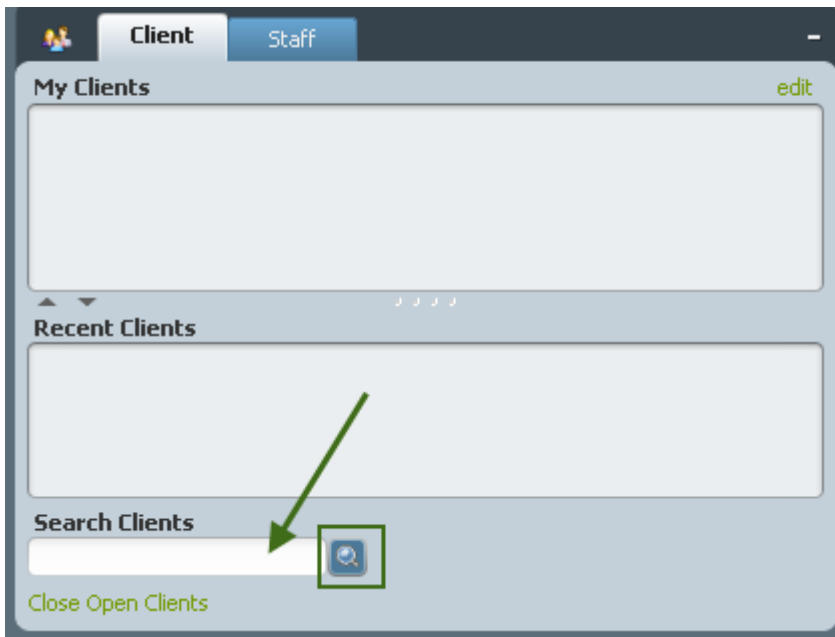 Client Staff
My Clients edit
Recent Clients
Search Clients
Close Open Clients